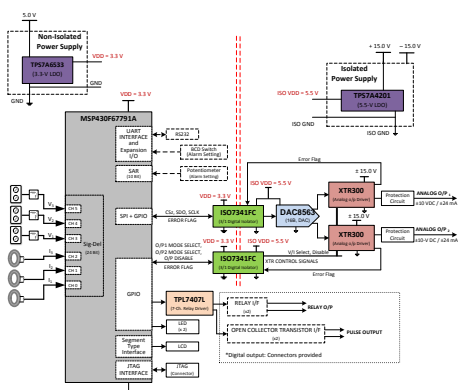 5.0 V
Non-Isolated
Power Supply
VDD = 3.3 V
TPS7A6533
(3.3-V LDO)
GND
GND
+ 15.0 V
– 15.0 V
Isolated
Power Supply
ISO VDD = 5.5 V
TPS7A4201
(5.5-V LDO)
ISO GND
ISO GND
VDD = 3.3 V
MSP430F67791A
UART
INTERFACE
and
Expansion
I/O
RS232
BCD Switch
(Alarm Setting)
SAR
(10 Bit)
Potentiometer
(Alarm Setting)
Error Flag
± 15.0 V
VDD = 3.3 V
ISO VDD = 5.5 V
SPI + GPIO
CSx, SDO, SCLK
ERROR FLAG
ISO7341FC
(3/1 Digital Isolator)
DAC8563
(16B, DAC)
XTR300
(Analog o/p Driver)
Protection
Circuit
ANALOG O/P
±10 VDC / ±24 mA
± 15.0 V
XTR300
(Analog o/p Driver)
Protection
Circuit
ANALOG O/P
±10-V DC / ±24 mA
CH 5
CH 4
CH 3
CH 2
CH 1
CH 0
Sig-Del
(24 Bit)
O/P1 MODE SELECT,
O/P2 MODE SELECT,
O/P DISABLE
ERROR FLAG
VDD = 3.3 V
ISO VDD = 5.5 V
ISO7341FC
(3/1 Digital Isolator)
V/I Select, Disable
XTR CONTROL SIGNALS
Error Flag
GPIO
TPL7407L
(7-Ch. Relay Driver)
RELAY I/F
(x2)
RELAY O/P
LED
(x 2)
OPEN COLLECTOR TRANSISTOR I/F
(x2)
PULSE OUTPUT
Segment
Type
Interface
LCD
*Digital output: Connectors provided
JTAG
INTERFACE
JTAG
(Connector)